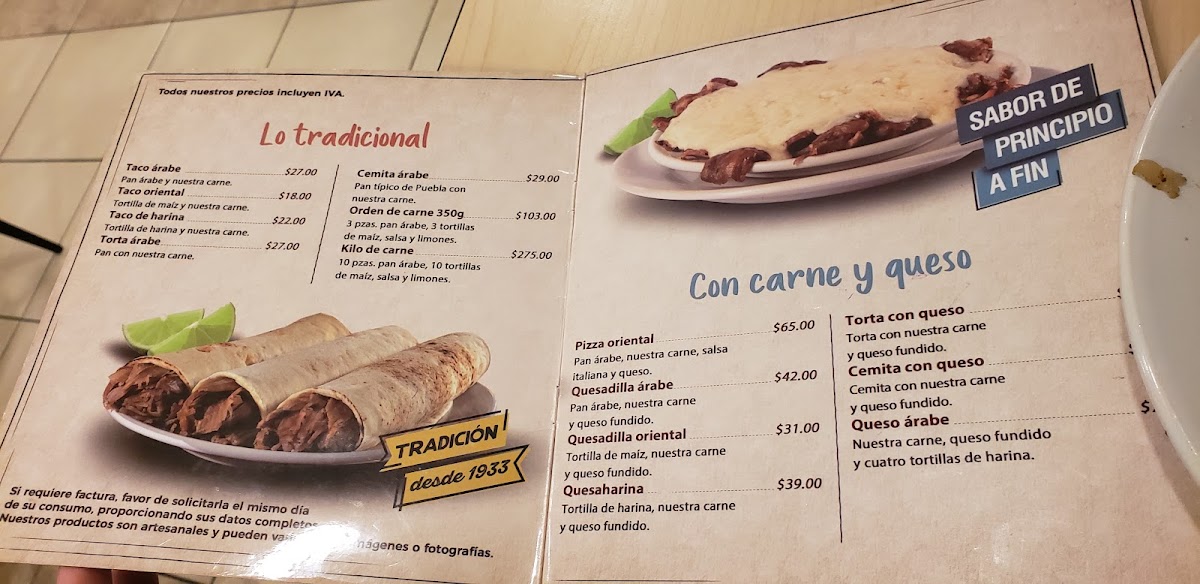 Todos nuestros precios incluyen IVA.
Lo tradicional
Taco árabe $27.00
Pan árabe y nuestra carne.
Taco oriental $18.00
Tortilla de maíz y nuestra carne.
Taco de harina $22.00
Tortilla de harina y nuestra carne.
Torta árabe $27.00
Pan con nuestra carne.
Cemita árabe $29.00
Pan típico de Puebla con
nuestra carne.
Orden de carne 350g $103.00
3 pzas. pan árabe, 3 tortillas
de maíz, salsa y limones.
Kilo de carne $275.00
10 pzas. pan árabe, 10 tortillas
de maíz, salsa y limones.
TRADICIÓN
desde 1933
Si requiere factura, favor de solicitarla el mismo día
de su consumo, proporcionando sus datos completos
Nuestros productos son artesanales y pueden imágenes o fotografías.
SABOR DE
PRINCIPIO
A FIN
Con carne y queso
Pizza oriental $65.00
Pan árabe, nuestra carne, salsa
italiana y queso.
Quesadilla árabe $42.00
Pan árabe, nuestra carne
y queso fundido.
Quesadilla oriental $31.00
Tortilla de maíz, nuestra carne
y queso fundido.
Quesaharina $39.00
Tortilla de harina, nuestra carne
y queso fundido.
Torta con queso
Torta con nuestra carne
y queso fundido.
Cemita con queso
Cemita con nuestra carne
y queso fundido.
Queso árabe
Nuestra carne, queso fundido
y cuatro tortillas de harina.